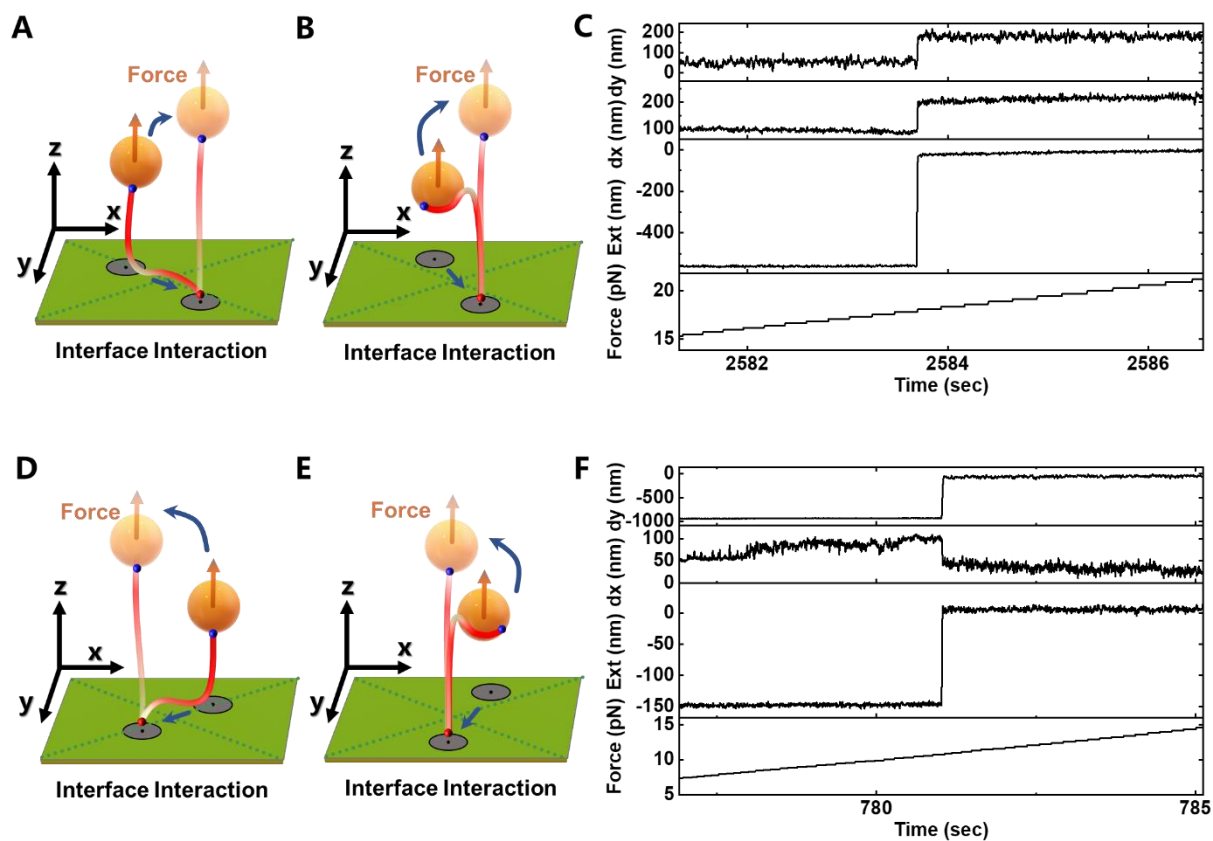 A
Force
z
x
y
Interface Interaction
B
Force
z
x
y
Interface Interaction
C
200
100
0
dy (nm)
200
100
dx (nm)
0
-200
-400
Ext (nm)
20
15
Force (pN)
2582 2584 2586
Time (sec)
D
Force
z
x
y
Interface Interaction
E
Force
z
x
y
Interface Interaction
F
0
-500
-1000
dy (nm)
100
50
0
dx (nm)
0
-50
-100
-150
Ext (nm)
15
10
5
Force (pN)
780 785
Time (sec)